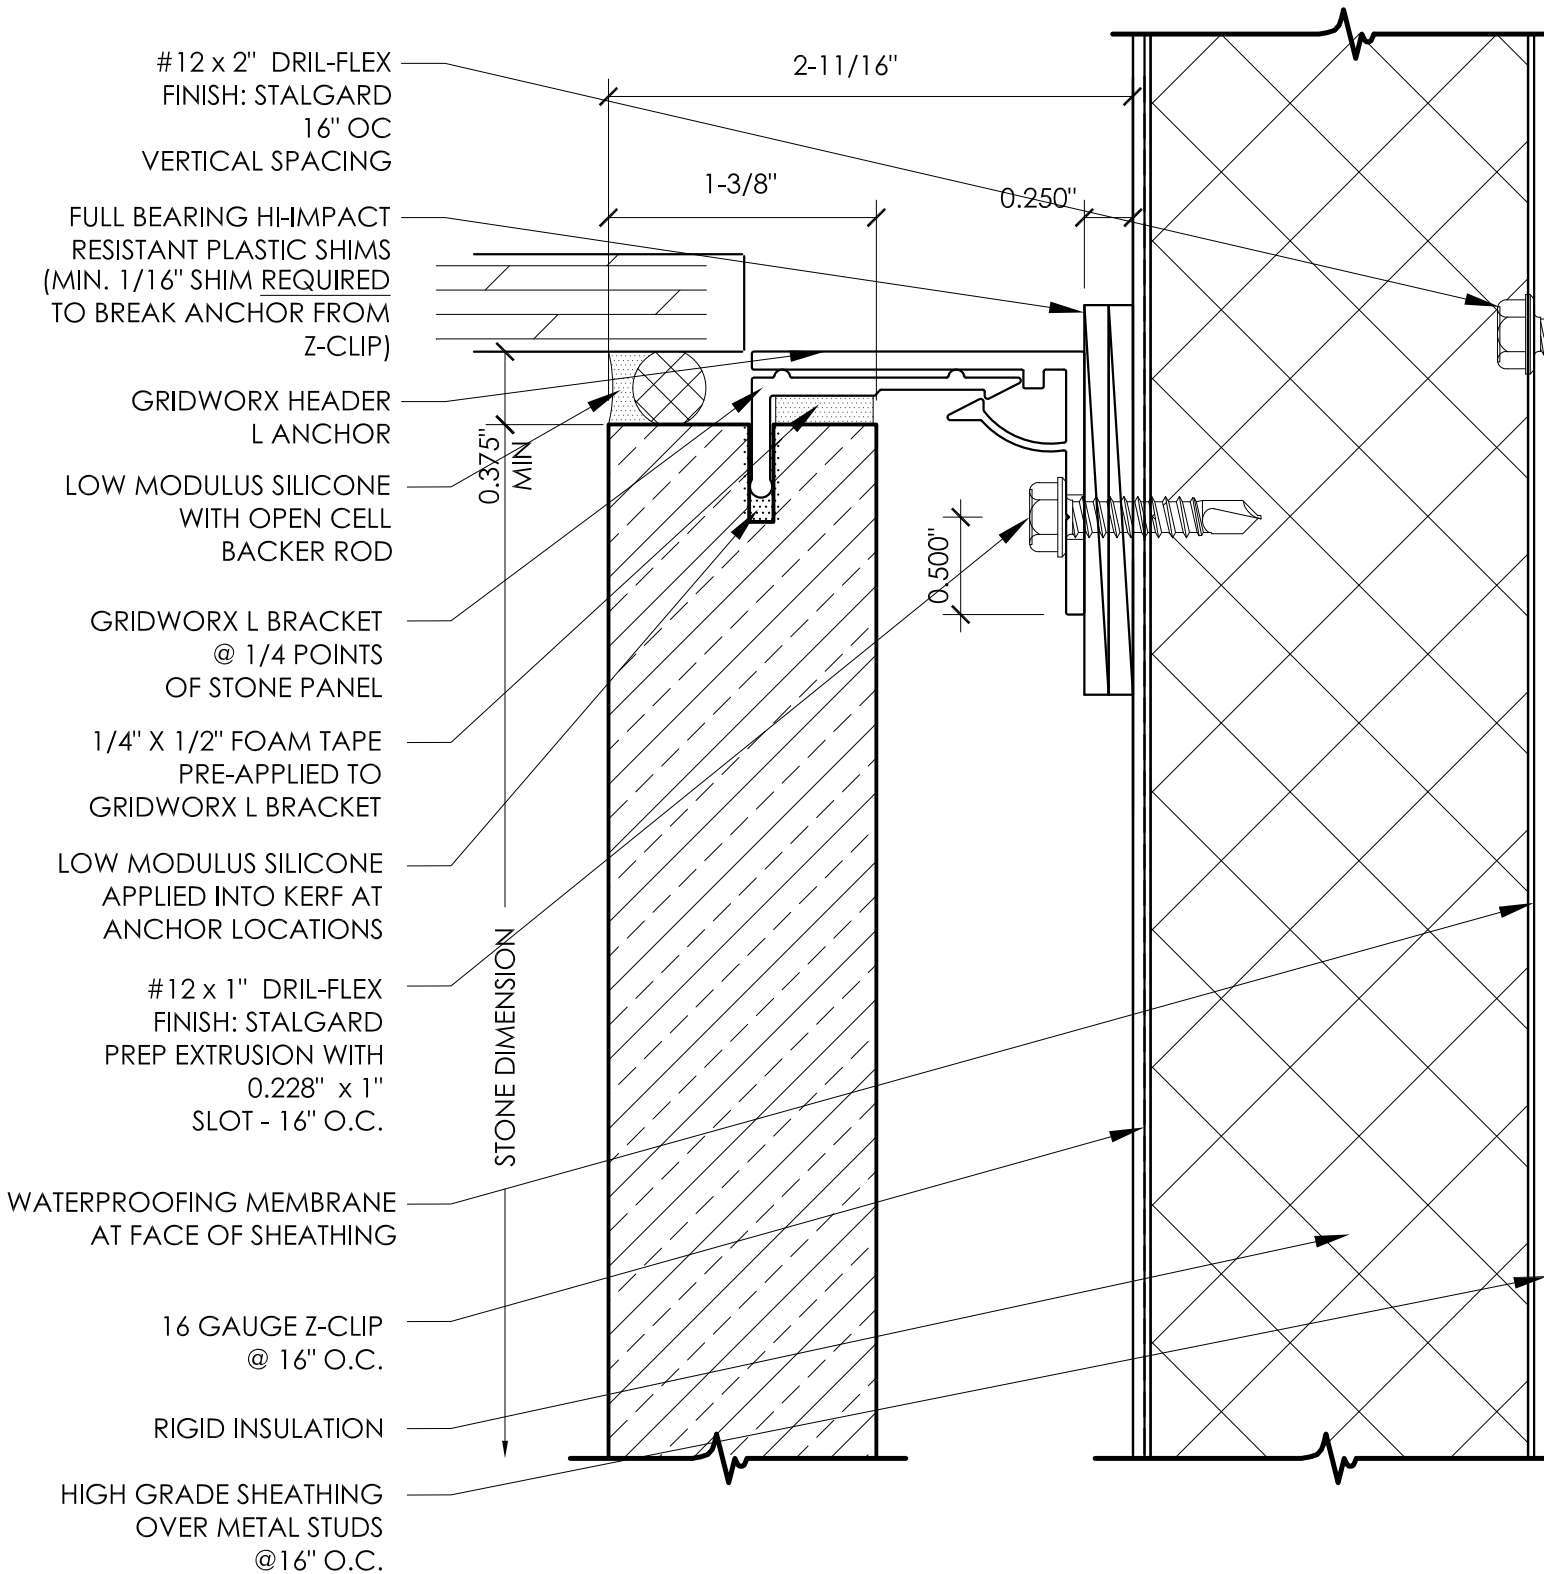 #12 x 2" DRIL-FLEX
FINISH: STALGARD
16" OC
VERTICAL SPACING
FULL BEARING HI-IMPACT
RESISTANT PLASTIC SHIMS
(MIN. 1/16" SHIM REQUIRED
TO BREAK ANCHOR FROM
Z-CLIP)
GRIDWORX HEADER
L ANCHOR
LOW MODULUS SILICONE
WITH OPEN CELL
BACKER ROD
GRIDWORX L BRACKET
@ 1/4 POINTS
OF STONE PANEL
1/4" X 1/2" FOAM TAPE
PRE-APPLIED TO
GRIDWORX L BRACKET
LOW MODULUS SILICONE
APPLIED INTO KERF AT
ANCHOR LOCATIONS
#12 x 1" DRIL-FLEX
FINISH: STALGARD
PREP EXTRUSION WITH
0.228" x 1"
SLOT - 16" O.C.
WATERPROOFING MEMBRANE
AT FACE OF SHEATHING
16 GAUGE Z-CLIP
@ 16" O.C.
RIGID INSULATION
HIGH GRADE SHEATHING
OVER METAL STUDS
@16" O.C.
2-11/16"
1-3/8"
0.250"
0.375"
MIN
0.500"
STONE DIMENSION